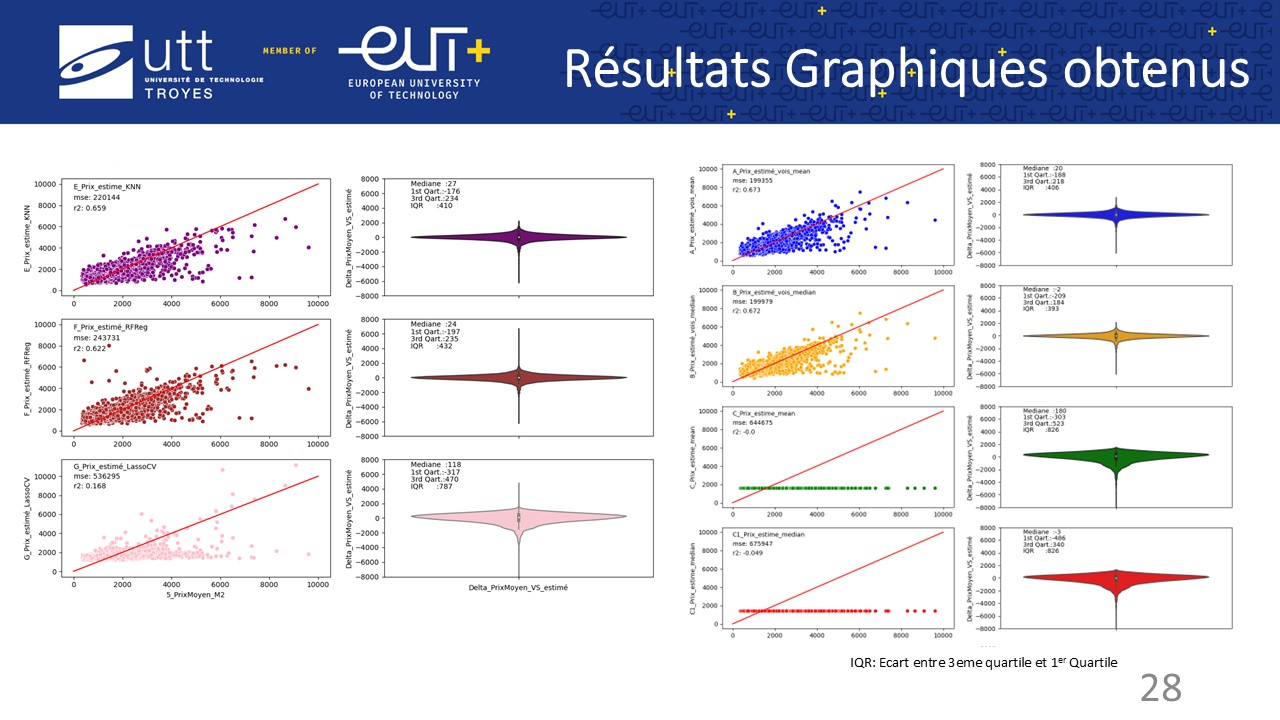 utt
UNIVERSITÉ DE TECHNOLOGIE
TROYES
MEMBER OF
EUT+
EUROPEAN UNIVERSITY
OF TECHNOLOGY
Résultats Graphiques obtenus
E_Prix_estime_KNN
mse: 220144
r2: 0.659
E_Prix_estime_KNN
10000
8000
6000
4000
2000
0
0 2000 4000 6000 8000 10000
Mediane :27
1st Qart.:-176
3rd Qart.:234
IQR :410
Delta_PrixMoyen_VS_estimé
8000
6000
4000
2000
0
−2000
−4000
−6000
−8000
F_Prix_estimé_RFReg
mse: 243731
r2: 0.622
F_Prix_estimé_RFReg
10000
8000
6000
4000
2000
0
0 2000 4000 6000 8000 10000
Mediane :24
1st Qart.:-197
3rd Qart.:235
IQR :432
Delta_PrixMoyen_VS_estimé
8000
6000
4000
2000
0
−2000
−4000
−6000
−8000
G_Prix_estimé_LassoCV
mse: 536295
r2: 0.168
G_Prix_estimé_LassoCV
10000
8000
6000
4000
2000
0
0 2000 4000 6000 8000 10000
5_PrixMoyen_M2
Mediane :118
1st Qart.:-317
3rd Qart.:470
IQR :787
Delta_PrixMoyen_VS_estimé
8000
6000
4000
2000
0
−2000
−4000
−6000
−8000
Delta_PrixMoyen_VS_estimé
A_Prix_estime_vois_mean
mse: 199355
r2: 0.673
A_Prix_estime_vois_mean
10000
8000
6000
4000
2000
0
0 2000 4000 6000 8000 10000
Mediane :20
1st Qart.:-188
3rd Qart.:218
IQR :406
Delta_PrixMoyen_VS_estimé
8000
6000
4000
2000
0
−2000
−4000
−6000
−8000
B_Prix_estime_vois_median
mse: 199979
r2: 0.672
B_Prix_estime_vois_median
10000
8000
6000
4000
2000
0
0 2000 4000 6000 8000 10000
Mediane :-2
1st Qart.:-209
3rd Qart.:184
IQR :393
Delta_PrixMoyen_VS_estimé
8000
6000
4000
2000
0
−2000
−4000
−6000
−8000
C_Prix_estime_mean
mse: 644675
r2: -0.0
C_Prix_estime_mean
10000
8000
6000
4000
2000
0
0 2000 4000 6000 8000 10000
Mediane :180
1st Qart.:-303
3rd Qart.:523
IQR :826
Delta_PrixMoyen_VS_estimé
8000
6000
4000
2000
0
−2000
−4000
−6000
−8000
C1_Prix_estime_median
mse: 675947
r2: -0.049
C1_Prix_estime_median
10000
8000
6000
4000
2000
0
0 2000 4000 6000 8000 10000
Mediane :-3
1st Qart.:-486
3rd Qart.:340
IQR :826
Delta_PrixMoyen_VS_estimé
8000
6000
4000
2000
0
−2000
−4000
−6000
−8000
IQR: Ecart entre 3eme quartile et 1er Quartile
28